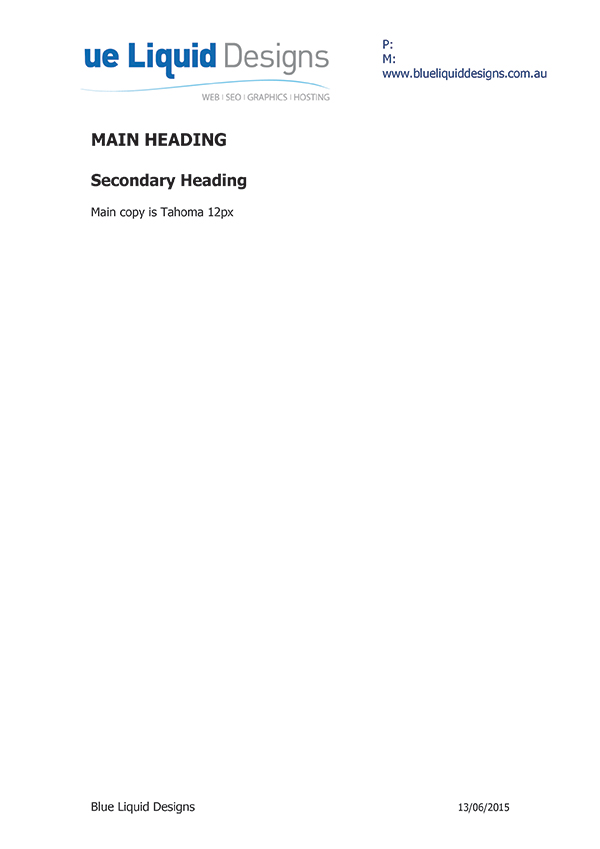 ue Liquid Designs
WEB | SEO | GRAPHICS | HOSTING
P:
M:
www.blueliquiddesigns.com.au
MAIN HEADING
Secondary Heading
Main copy is Tahoma 12px
Blue Liquid Designs 13/06/2015